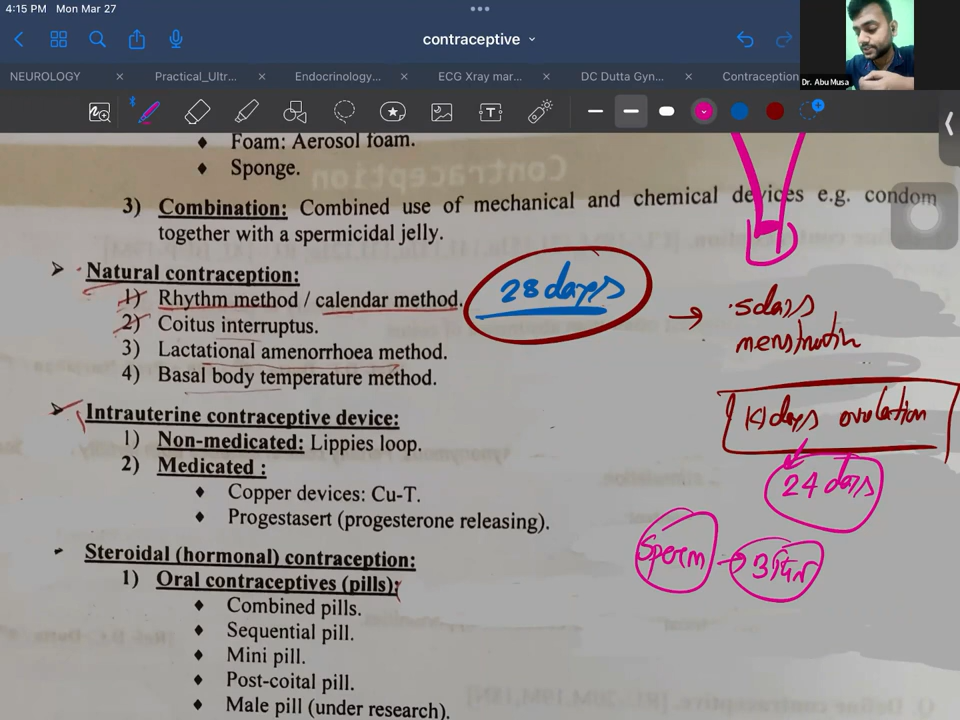 4:15 PM Mon Mar 27
contraceptive
Dr. Abu Musa
NEUROLOGY
Practical_Ultr...
Endocrinology...
ECG Xray mar...
DC Dutta Gyn...
Contraception
Foam: Aerosol foam.
Sponge.
3) Combination: Combined use of mechanical and chemical devices e.g. condom
together with a spermicidal jelly.
Natural contraception:
1) Rhythm method / calendar method.
28 days
5days
2) Coitus interruptus.
3) Lactational amenorrhoea method.
4) Basal body temperature method.
14 days ovulation
Intrauterine contraceptive device:
1) Non-medicated: Lippies loop.
2) Medicated :
24 days
Copper devices: Cu-T.
Progestasert (progesterone releasing).
Sperm
Steroidal (hormonal) contraception:
1) Oral contraceptives (pills):
Combined pills.
Sequential pill.
Mini pill.
Post-coital pill.
Male pill (under research).